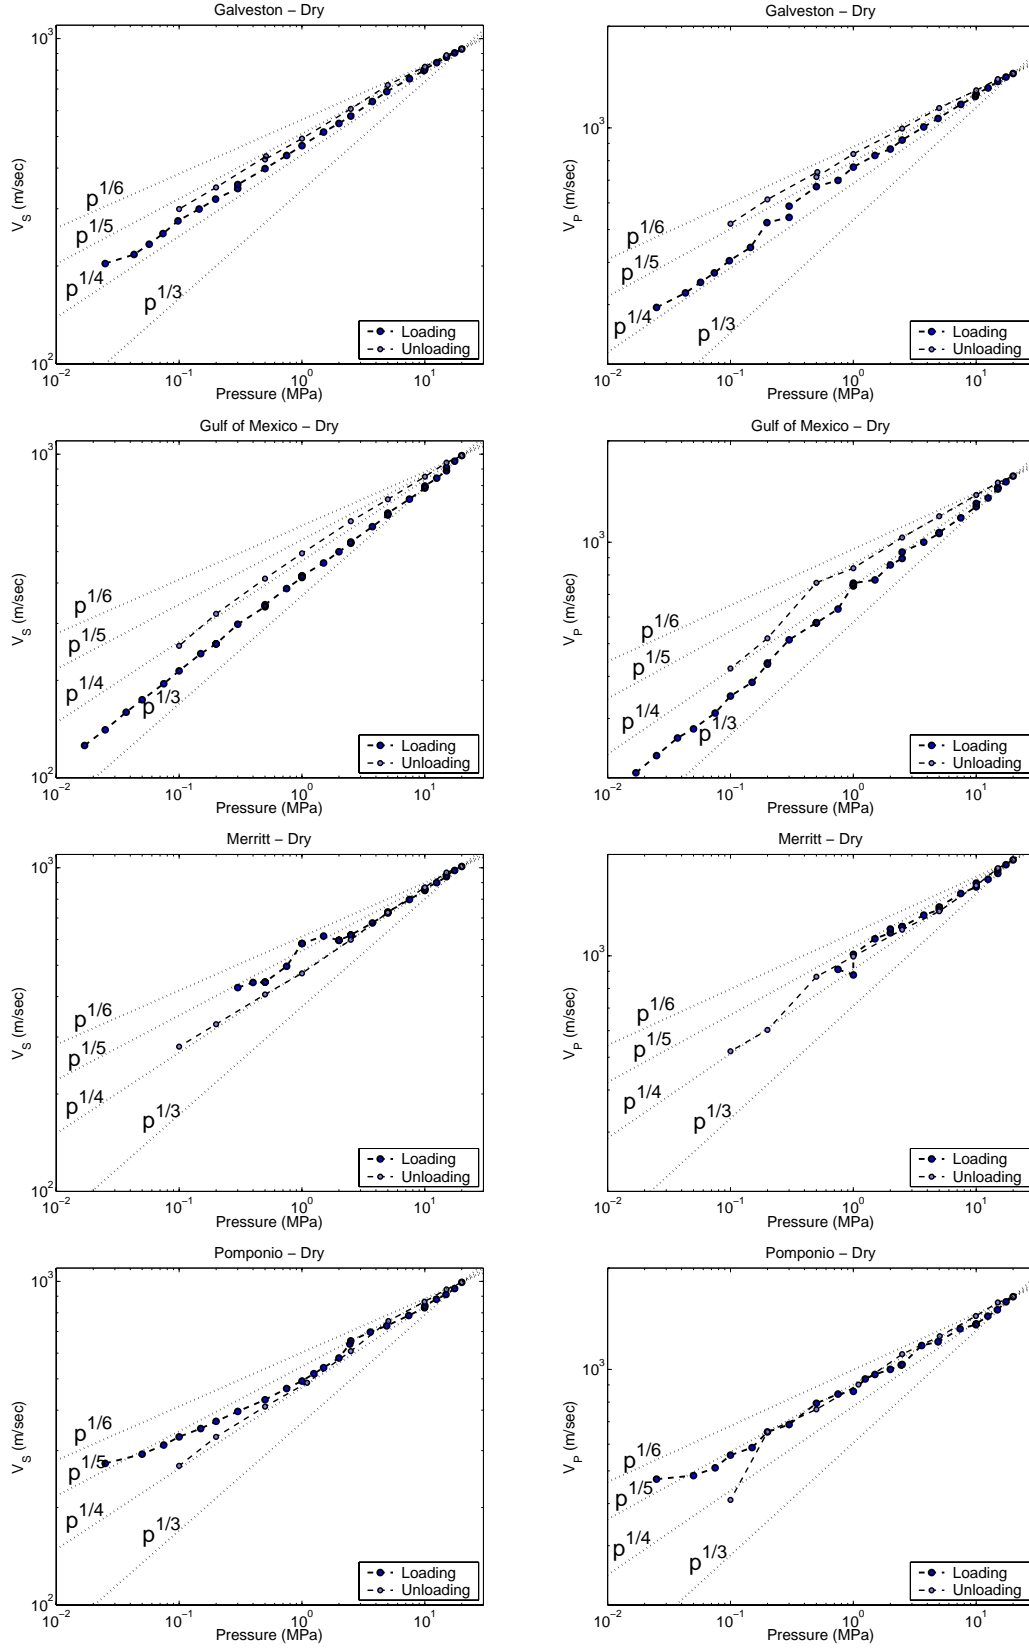 Galveston – Dry
10^3
V_S (m/sec)
p^1/6
p^1/5
p^1/4
p^1/3
Loading
Unloading
10^2
10^-2 10^-1 10^0 10^1
Pressure (MPa)
Galveston – Dry
10^3
V_P (m/sec)
p^1/6
p^1/5
p^1/4
p^1/3
Loading
Unloading
10^-2 10^-1 10^0 10^1
Pressure (MPa)
Gulf of Mexico – Dry
10^3
V_S (m/sec)
p^1/6
p^1/5
p^1/4
p^1/3
Loading
Unloading
10^2
10^-2 10^-1 10^0 10^1
Pressure (MPa)
Gulf of Mexico – Dry
10^3
V_P (m/sec)
p^1/6
p^1/5
p^1/4
p^1/3
Loading
Unloading
10^-2 10^-1 10^0 10^1
Pressure (MPa)
Merritt – Dry
10^3
V_S (m/sec)
p^1/6
p^1/5
p^1/4
p^1/3
Loading
Unloading
10^2
10^-2 10^-1 10^0 10^1
Pressure (MPa)
Merritt – Dry
10^3
V_P (m/sec)
p^1/6
p^1/5
p^1/4
p^1/3
Loading
Unloading
10^-2 10^-1 10^0 10^1
Pressure (MPa)
Pomponio – Dry
10^3
V_S (m/sec)
p^1/6
p^1/5
p^1/4
p^1/3
Loading
Unloading
10^2
10^-2 10^-1 10^0 10^1
Pressure (MPa)
Pomponio – Dry
10^3
V_P (m/sec)
p^1/6
p^1/5
p^1/4
p^1/3
Loading
Unloading
10^-2 10^-1 10^0 10^1
Pressure (MPa)